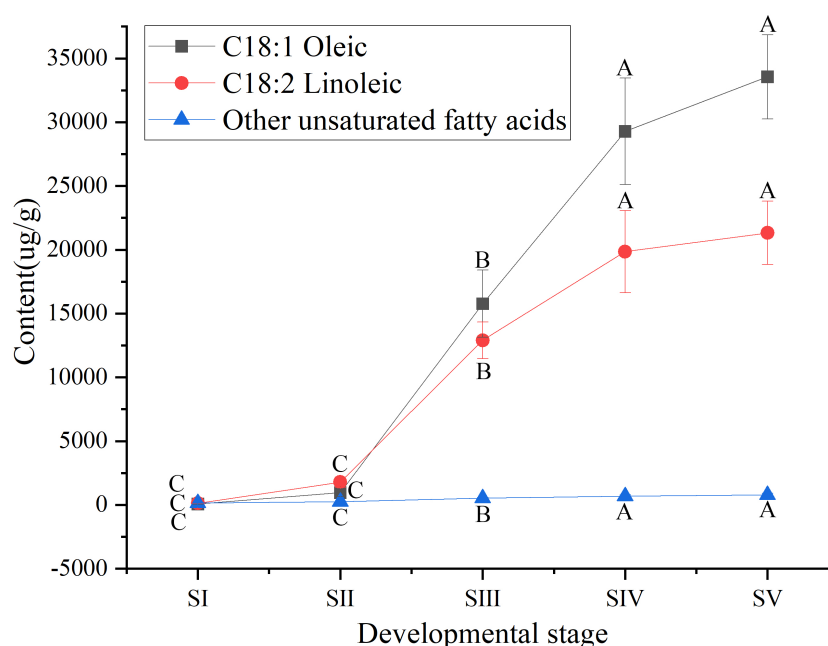 C18:1 Oleic
C18:2 Linoleic
Other unsaturated fatty acids
Content(ug/g)
35000
30000
25000
20000
15000
10000
5000
0
-5000
A
A
A
A
B
B
C
C
C
C
C
C
B
A
A
SI
SII
SIII
SIV
SV
Developmental stage